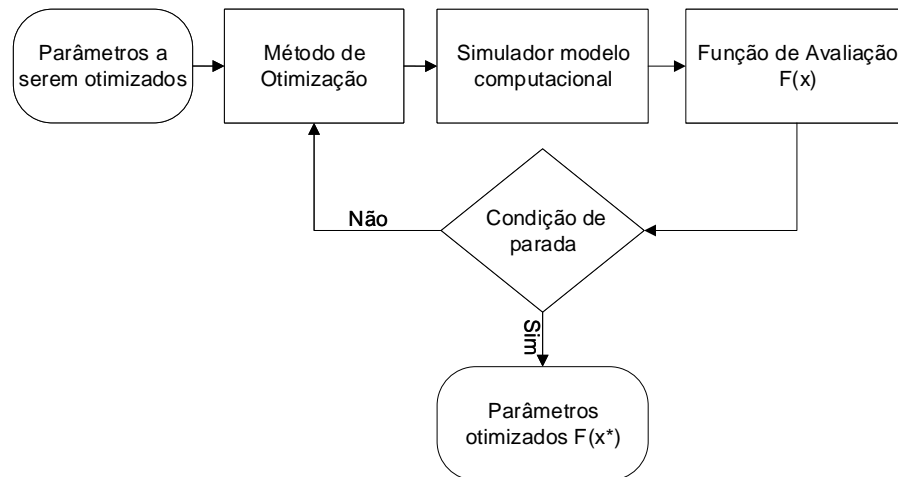 Parâmetros a
serem otimizados
Método de
Otimização
Simulador modelo
computacional
Função de Avaliação
F(x)
Não
Condição de
parada
Sim
Parâmetros
otimizados F(x*)